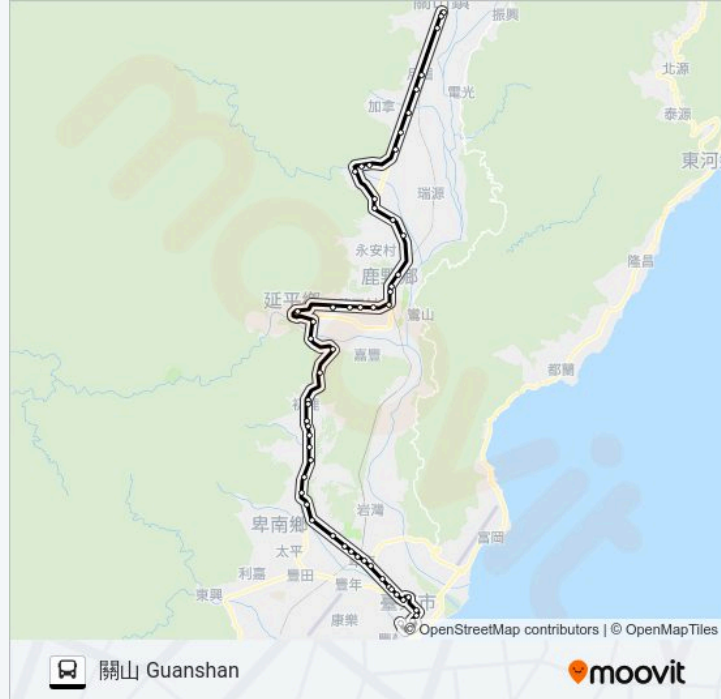 關山鎮
振興
北源
電光
加拿
泰源
東河
瑞源
永安村
隆昌
鹿野鄉
延平鄉
鸞山
嘉豐
都蘭
岩灣
卑南鄉
富岡
太平
利嘉
豐田
豐年
東興
康樂
© OpenStreetMap contributors | © OpenMapTiles
關山 Guanshan
moovit